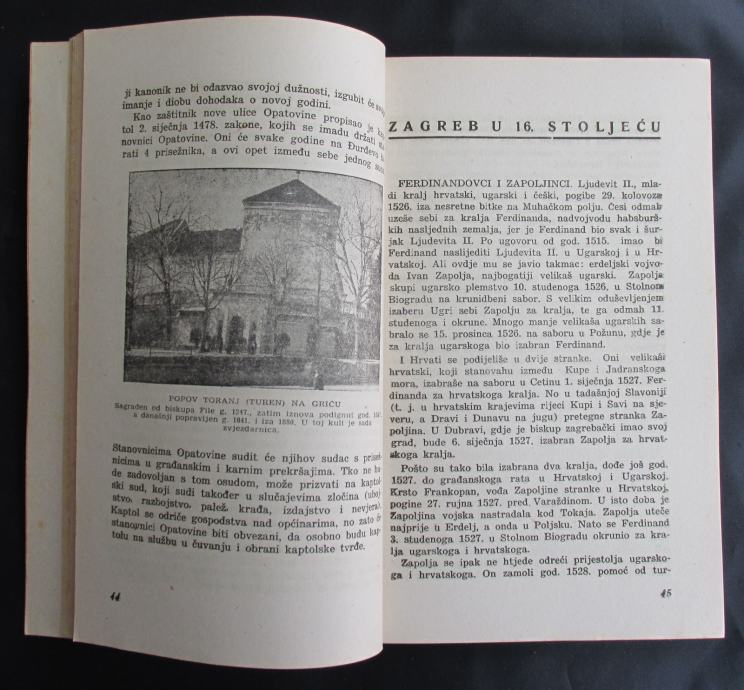 ji kanonik ne bi odazvao svojoj dužnosti, izgubit će svoje
imanje i diobu dohodaka o novoj godini.
Kao zaštitnik nove ulice Opatovine propisao je kap-
tol 2. siječnja 1478. zakone, kojih se imadu držati sta-
novnici Opatovine. Oni će svake godine na Đurđevo bi-
rati 4 prisežnika, a ovi opet između sebe jednog suca.
POPOV TORANJ (TUREN) NA GRIČU
Sagrađen od biskupa File g. 1247., zatim iznova podignut god.
a današnji popravljen g. 1841. i iza 1880. U toj kuli je sada
zvjezdarnica.
Stanovnicima Opatovine sudit će njihov sudac s prisež-
nicima u građanskim i karnim prekršajima. Tko ne bu-
de zadovoljan s tom osudom, može prizvati na kaptol-
ski sud, koji sudi također u slučajevima zločina (uboj-
stvo, razbojstvo, palež, krađa, izdajstvo i nevjera).
Kaptol se odriče gospodstva nad općinarima, no zato će
stanovnici Opatovine biti obvezani, da osobno budu kap-
tolu na službu u čuvanju i obrani kaptolske tvrđe.
44
ZAGREB U 16. STOLJEĆU
FERDINANDOVCI I ZAPOLJINCI. Ljudevit II., mla-
di kralj hrvatski, ugarski i češki, pogibe 29. kolovoza
1526. iza nesretne bitke na Muhačkom polju. Česi odmah
uzeše sebi za kralja Ferdinanda, nadvojvodu habsburš-
kih nasljednih zemalja, jer je Ferdinand bio svak i šur-
jak Ljudevita II. Po ugovoru od god. 1515. imao bi
Ferdinand naslijediti Ljudevita II. u Ugarskoj i u Hr-
vatskoj. Ali ovdje mu se javio takmac: erdeljski vojvo-
da Ivan Zapolja, najbogatiji velikaš ugarski. Zapolja
skupi ugarsko plemstvo 10. studenoga 1526. u Stolnom
Biogradu na krunidbeni sabor. S velikim oduševljenjem
izaberu Ugri sebi Zapolju za kralja, te ga odmah 11.
studenoga i okrune. Mnogo manje velikaša ugarskih sa-
bralo se 15. prosinca 1526. na saboru u Požunu, gdje je
za kralja ugarskoga bio izabran Ferdinand.
I Hrvati se podijeliše u dvije stranke. Oni velikaši
hrvatski, koji stanovahu između Kupe i Jadranskoga
mora, izabraše na saboru u Cetinu 1. siječnja 1527. Fer-
dinanda za hrvatskoga kralja. No u tadašnjoj Slavoniji
(t. j. u hrvatskim krajevima rijeci Kupi i Savi na sje-
veru, a Dravi i Dunavu na jugu) pretegne stranka Za-
poljina. U Dubravi, gdje je biskup zagrebački imao svoj
grad, bude 6. siječnja 1527. izabran Zapolja za hrvat-
skoga kralja.
Pošto su tako bila izabrana dva kralja, dođe još god.
1527. do građanskoga rata u Hrvatskoj i Ugarskoj.
Krsto Frankopan, vođa Zapoljine stranke u Hrvatskoj,
pogine 27. rujna 1527. pred Varaždinom. U isto doba je
Zapoljina vojska nastradala kod Tokaja. Zapolja uteče
najprije u Erdelj, a onda u Poljsku. Nato se Ferdinand
3. studenoga 1527. u Stolnom Biogradu okrunio za kra-
lja ugarskoga i hrvatskoga.
Zapolja se ipak ne htjede odreći prijestolja ugarsko-
ga i hrvatskoga. On zamoli god. 1528. pomoć od tur-
45